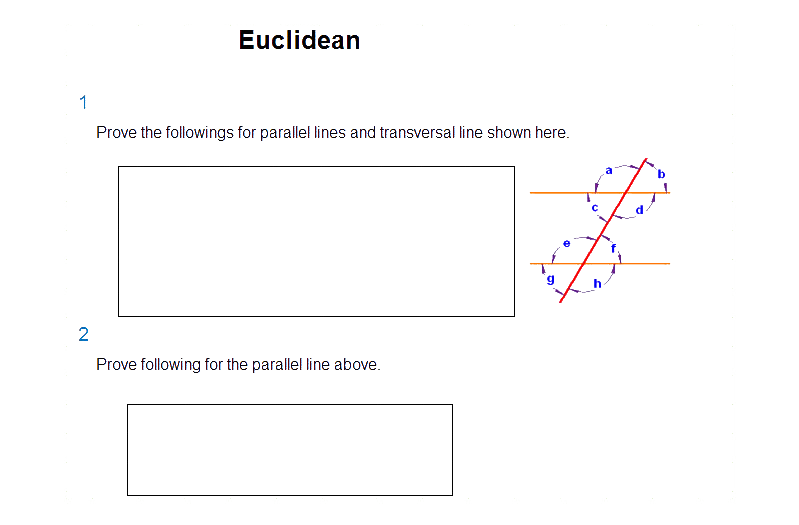 Euclidean
1
Prove the followings for parallel lines and transversal line shown here.
a
b
c
d
e
f
g
h
2
Prove following for the parallel line above.